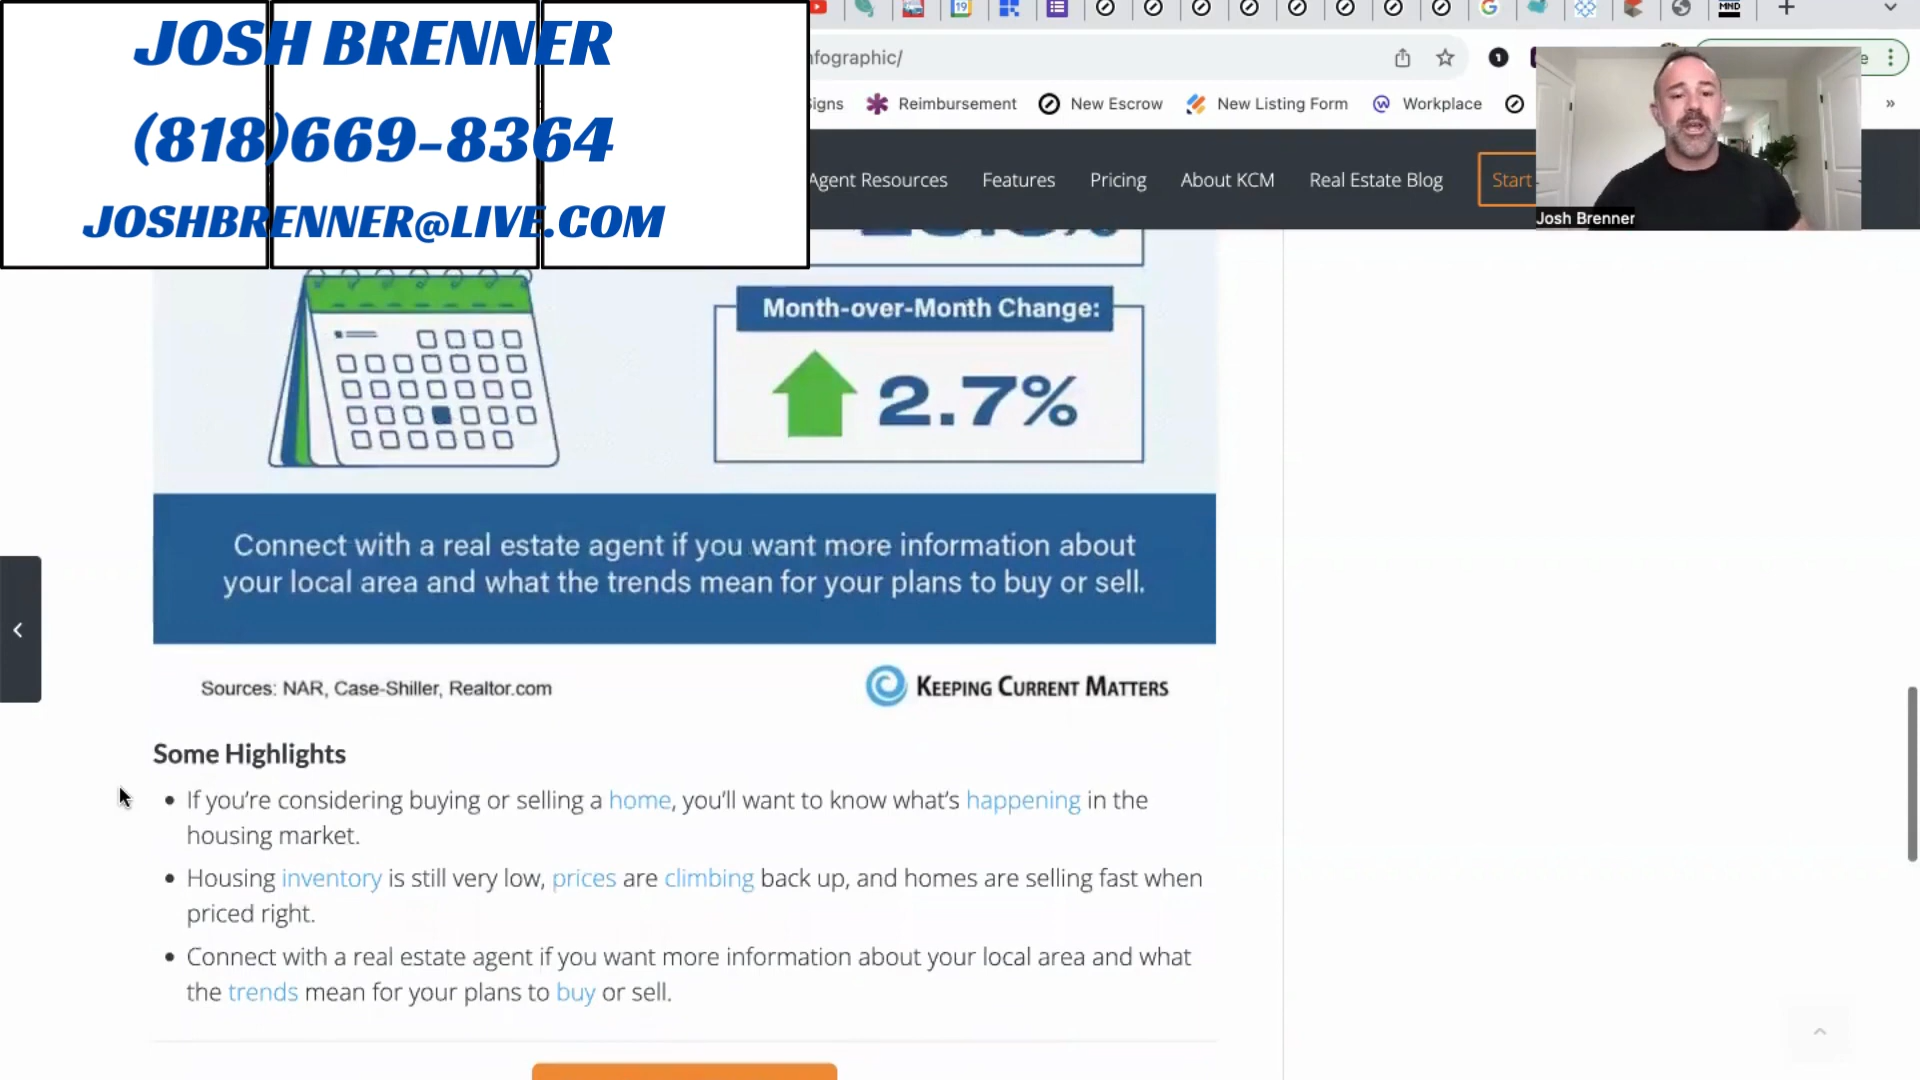 JOSH BRENNER
(818)669-8364
JOSHBRENNER@LIVE.COM
19
MND
nfographic/
1
e
igns
Reimbursement
New Escrow
New Listing Form
Workplace
»
Agent Resources
Features
Pricing
About KCM
Real Estate Blog
Start
Josh Brenner
Month-over-Month Change:
2.7%
Connect with a real estate agent if you want more information about
your local area and what the trends mean for your plans to buy or sell.
Sources: NAR, Case-Shiller, Realtor.com
KEEPING CURRENT MATTERS
Some Highlights
• If you’re considering buying or selling a home, you’ll want to know what’s happening in the
housing market.
• Housing inventory is still very low, prices are climbing back up, and homes are selling fast when
priced right.
• Connect with a real estate agent if you want more information about your local area and what
the trends mean for your plans to buy or sell.